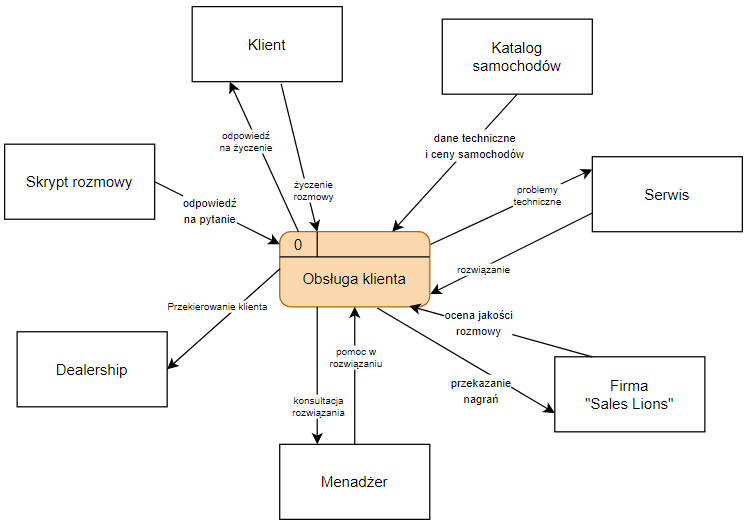 Klient
Katalog
samochodów
odpowiedź
na życzenie
dane techniczne
i ceny samochodów
Skrypt rozmowy
odpowiedź
na pytanie
życzenie
rozmowy
problemy
techniczne
Serwis
0
Obsługa klienta
rozwiązanie
Przekierowanie klienta
ocena jakości
rozmowy
Dealership
pomoc w
rozwiązaniu
przekazanie
nagrań
Firma
"Sales Lions"
konsultacja
rozwiązania
Menadżer